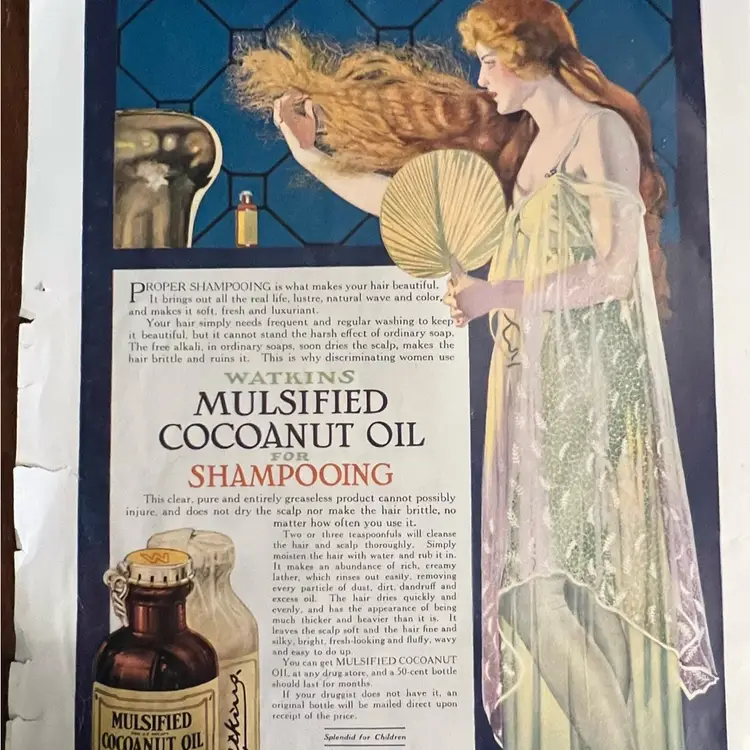 PROPER SHAMPOOING is what makes your hair beautiful.
It brings out all the real life, lustre, natural wave and color,
and makes it soft, fresh and luxuriant.
Your hair simply needs frequent and regular washing to keep
it beautiful, but it cannot stand the harsh effect of ordinary soap.
The free alkali, in ordinary soaps, soon dries the scalp, makes the
hair brittle and ruins it. This is why discriminating women use
WATKINS
MULSIFIED
COCOANUT OIL
FOR
SHAMPOOING
This clear, pure and entirely greaseless product cannot possibly
injure, and does not dry the scalp nor make the hair brittle, no
matter how often you use it.
Two or three teaspoonfuls will cleanse
the hair and scalp thoroughly. Simply
moisten the hair with water and rub it in.
It makes an abundance of rich, creamy
lather, which rinses out easily, removing
every particle of dust, dirt, dandruff and
excess oil. The hair dries quickly and
evenly, and has the appearance of being
much thicker and heavier than it is. It
leaves the scalp soft and the hair fine and
silky, bright, fresh-looking and fluffy, wavy
and easy to do up.
You can get MULSIFIED COCOANUT
OIL at any drug store, and a 50-cent bottle
should last for months.
If your druggist does not have it, an
original bottle will be mailed direct upon
receipt of the price.
Splendid for Children
W
MULSIFIED
COCOANUT OIL